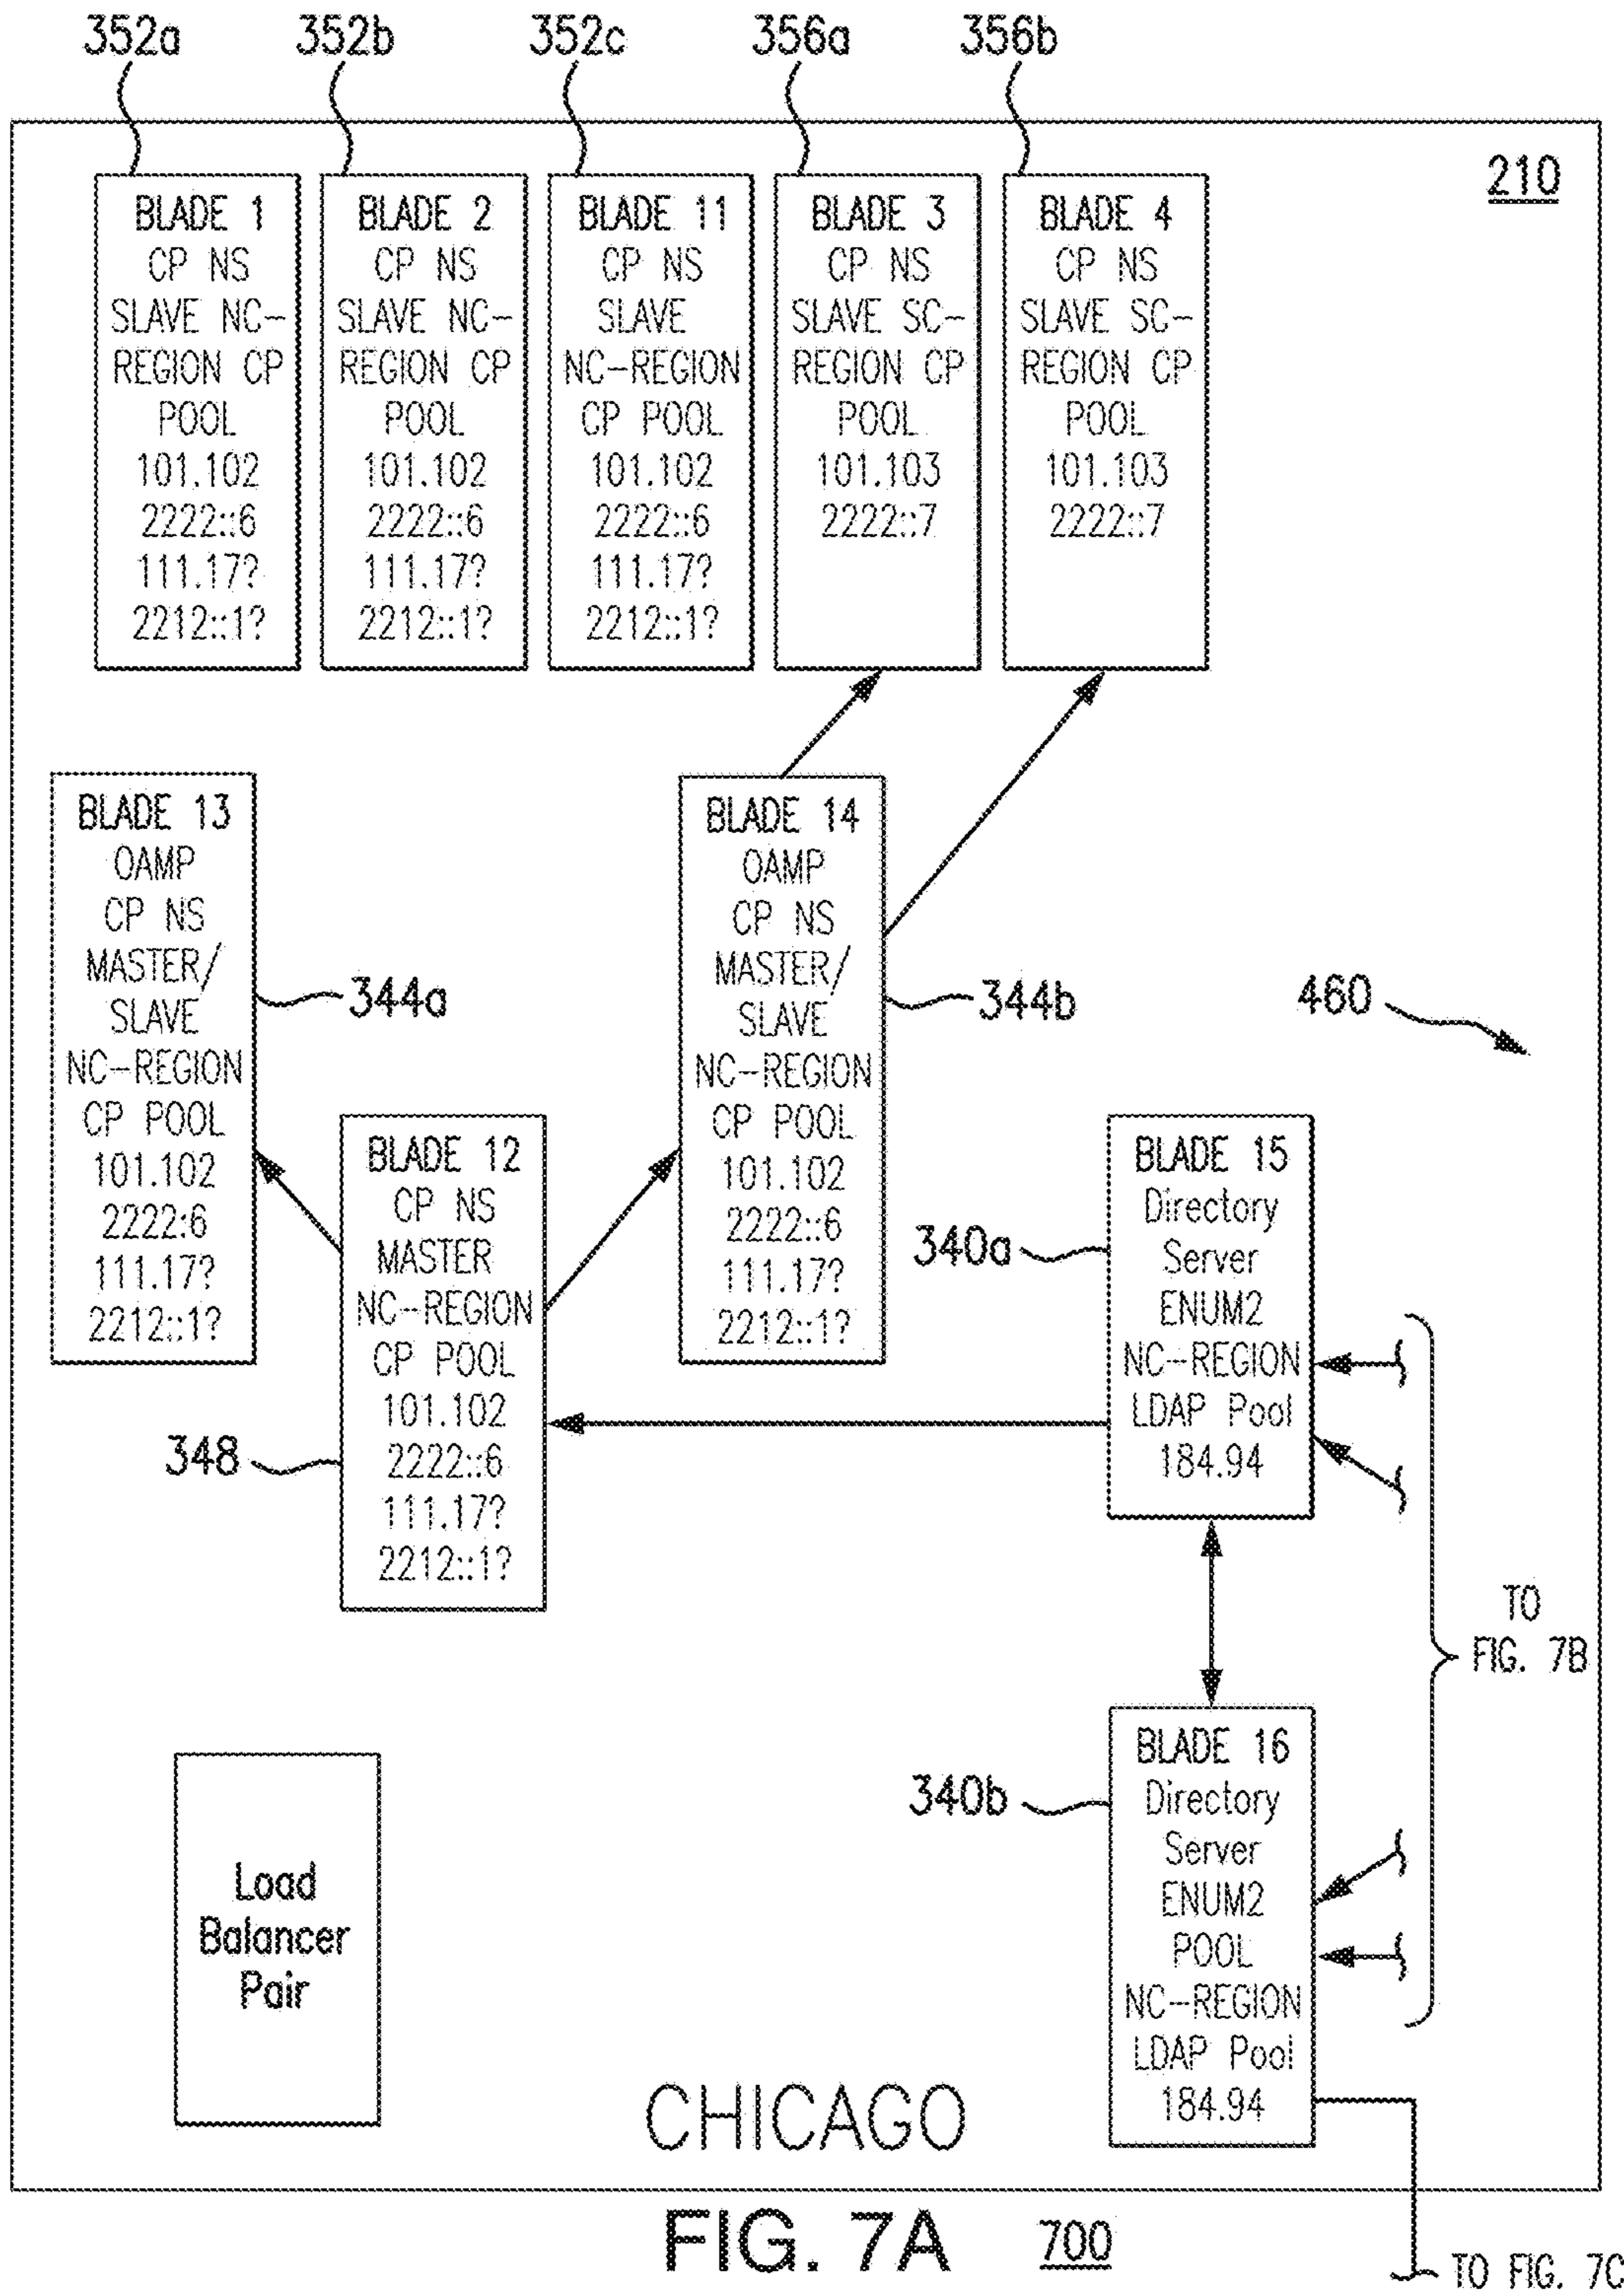 352a
352b
352c
356a
356b
210
BLADE 1
CP NS
SLAVE NC-
REGION CP
POOL
101.102
2222::6
111.17?
2212::1?
BLADE 2
CP NS
SLAVE NC-
REGION CP
POOL
101.102
2222::6
111.17?
2212::1?
BLADE 11
CP NS
SLAVE
NC-REGION
CP POOL
101.102
2222::6
111.17?
2212::1?
BLADE 3
CP NS
SLAVE SC-
REGION CP
POOL
101.103
2222::7
BLADE 4
CP NS
SLAVE SC-
REGION CP
POOL
101.103
2222::7
BLADE 13
OAMP
CP NS
MASTER/
SLAVE
NC-REGION
CP POOL
101.102
2222:6
111.17?
2212::1?
344a
BLADE 14
OAMP
CP NS
MASTER/
SLAVE
NC-REGION
CP POOL
101.102
2222::6
111.17?
2212::1?
344b
460
BLADE 12
CP NS
MASTER
NC-REGION
CP POOL
101.102
2222::6
111.17?
2212::1?
348
BLADE 15
Directory
Server
ENUM2
NC-REGION
LDAP Pool
184.94
340a
TO
FIG. 7B
BLADE 16
Directory
Server
ENUM2
POOL
NC-REGION
LDAP Pool
184.94
340b
Load
Balancer
Pair
CHICAGO
FIG. 7A
700
TO FIG. 7C